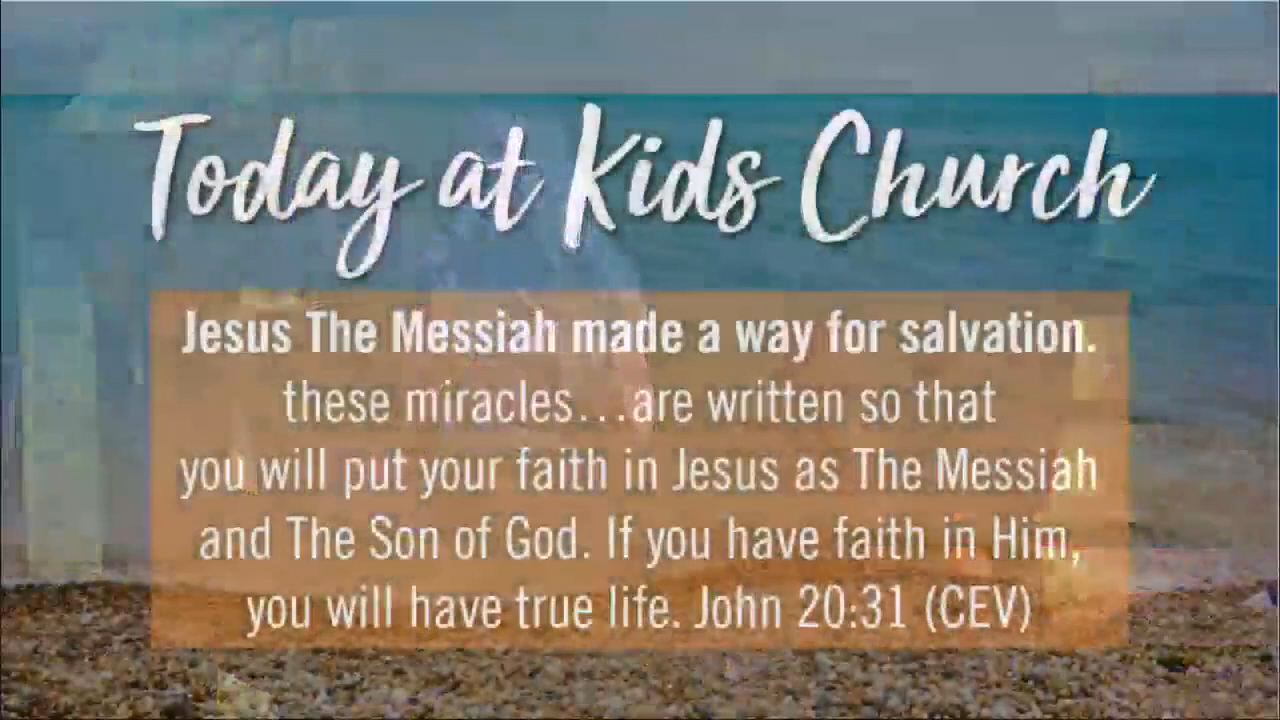 Today at Kids Church
Jesus The Messiah made a way for salvation.
these miracles...are written so that
you will put your faith in Jesus as The Messiah
and The Son of God. If you have faith in Him,
you will have true life. John 20:31 (CEV)